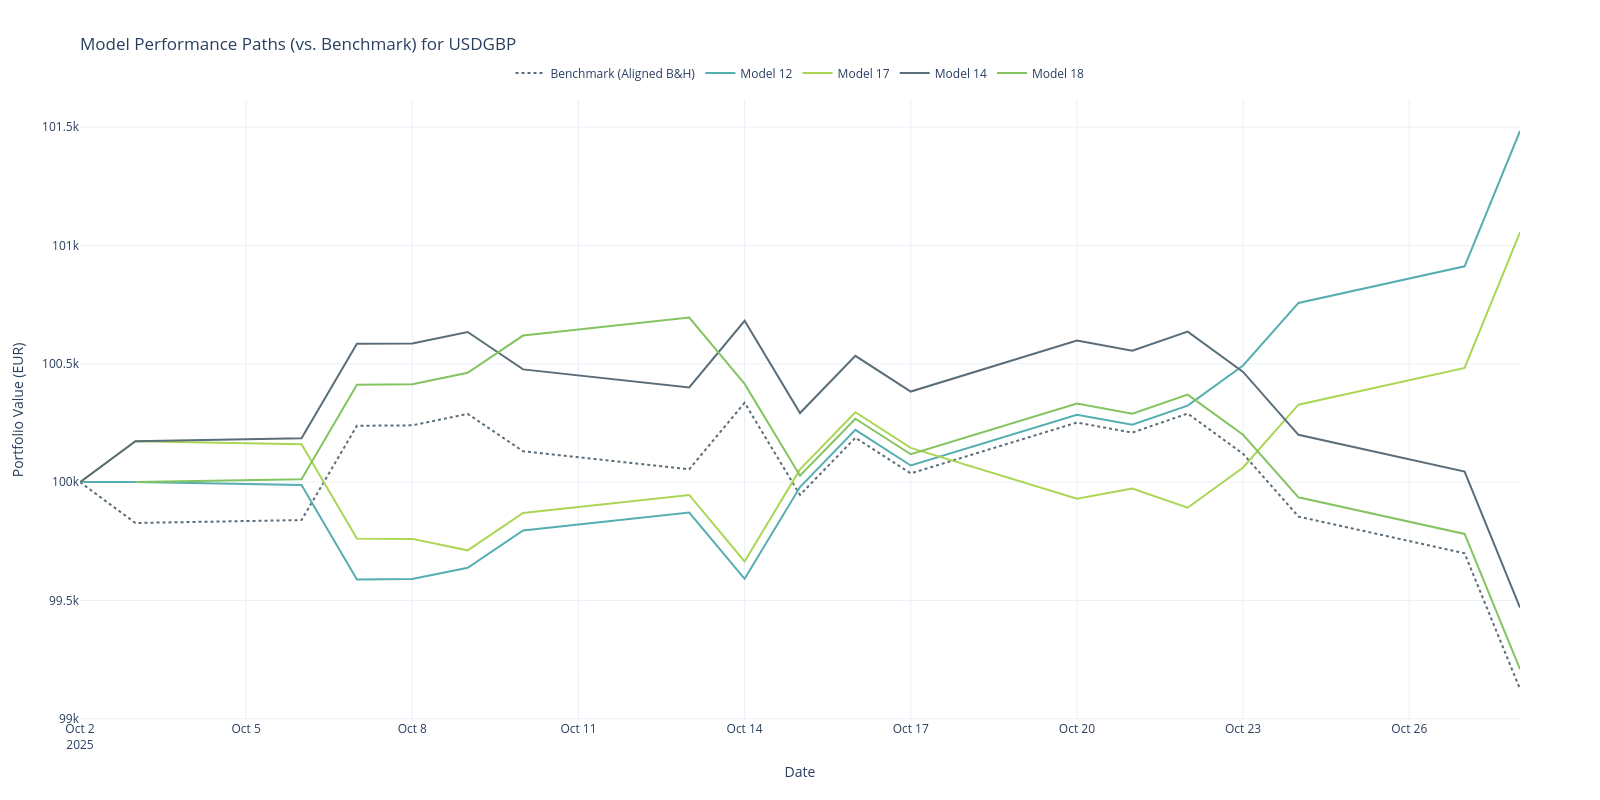 Model Performance Paths (vs. Benchmark) for USDGBP
Benchmark (Aligned B&H) Model 12 Model 17 Model 14 Model 18
101.5k
101k
100.5k
100k
99.5k
99k
Portfolio Value (EUR)
Oct 2 Oct 5 Oct 8 Oct 11 Oct 14 Oct 17 Oct 20 Oct 23 Oct 26
2025
Date